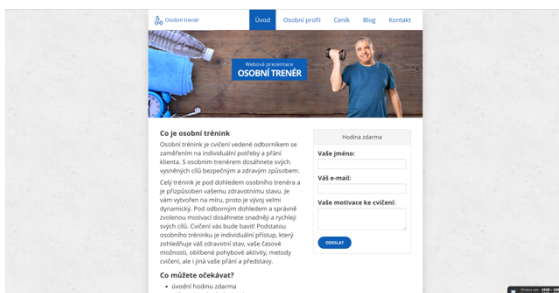 Osobní trenér
Úvod
Osobní profil
Ceník
Blog
Kontakt
Webová prezentace
OSOBNÍ TRENÉR
Co je osobní trénink
Osobní trénink je cvičení vedené odborníkem se
zaměřením na individuální potřeby a přání
klienta. S osobním trenérem dosáhnete svých
vysněných cílů bezpečným a zdravým způsobem.
Celý trénink je pod dohledem osobního trenéra a
je přizpůsoben vašemu zdravotnímu stavu. Je
vám vytvořen na míru, proto je vývoj velmi
dynamický. Pod odborným dohledem a správně
zvolenou motivací dosáhnete snadněji a rychleji
svých cílů. Cvičení vás bude bavit! Podstatou
osobního tréninku je individuální přístup, který
zohledňuje váš zdravotní stav, vaše časové
možnosti, oblíbené pohybové aktivity, metody
cvičení, ale i jiná vaše přání a představy.
Co můžete očekávat?
úvodní hodinu zdarma
Hodina zdarma
Vaše jméno:
Váš e-mail:
Vaše motivace ke cvičení:
ODESLAT